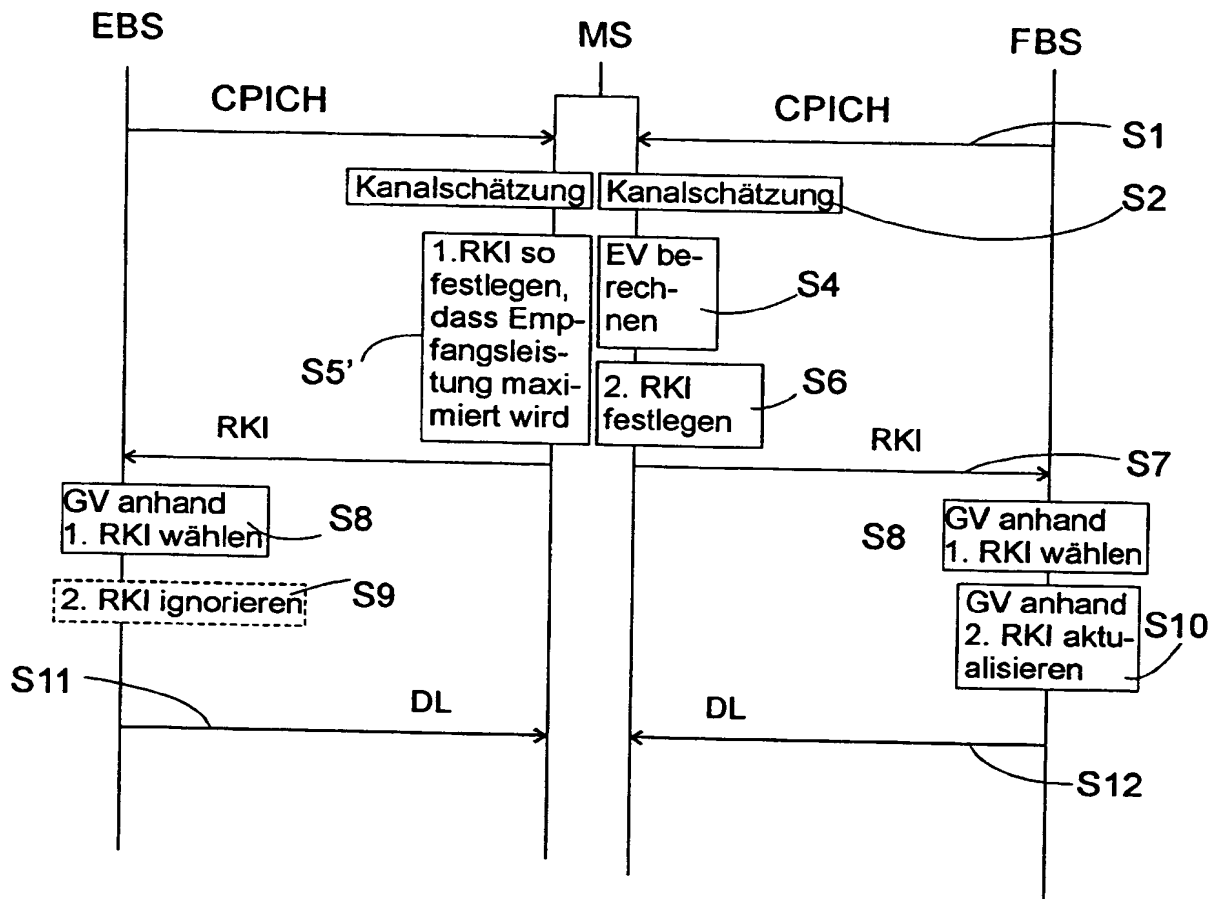 EBS
MS
FBS
CPICH
CPICH
S1
Kanalschätzung
Kanalschätzung
S2
1.RKI so
festlegen,
dass Emp-
fangsleis-
tung maxi-
miert wird
S5'
EV be-
rech-
nen
S4
2. RKI
festlegen
S6
RKI
RKI
S7
GV anhand
1. RKI wählen
S8
S8
GV anhand
1. RKI wählen
2. RKI ignorieren
S9
GV anhand
2. RKI aktu-
alisieren
S10
S11
DL
DL
S12